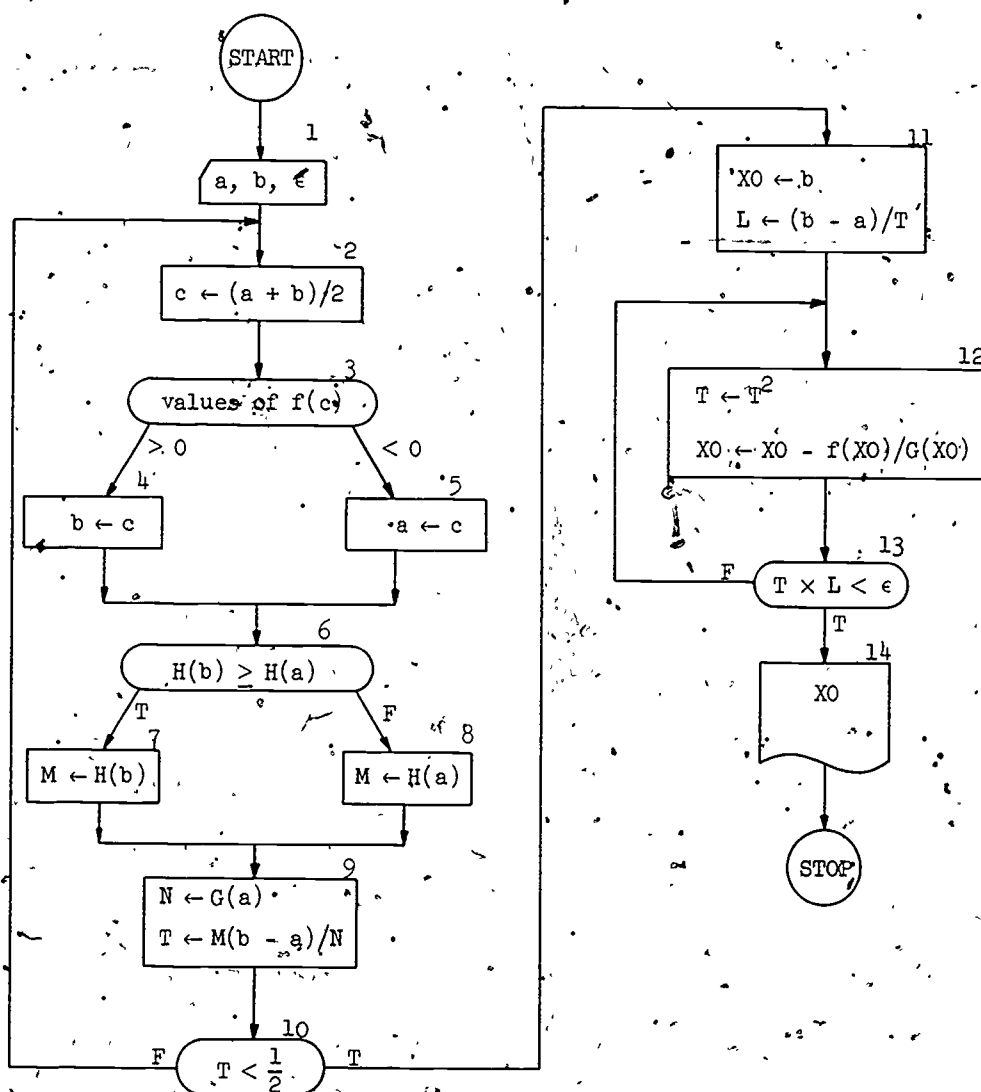 START
1
a, b, ϵ
2
c ← (a + b)/2
3
values of f(c)
> 0
< 0
4
b ← c
5
a ← c
6
H(b) ≥ H(a)
T
F
7
M ← H(b)
8
M ← H(a)
9
N ← G(a)
T ← M(b - a)/N
10
T < 1/2
F
T
11
X0 ← b
L ← (b - a)/T
12
T ← T²
X0 ← X0 - f(X0)/G(X0)
13
T × L < ϵ
F
T
14
X0
STOP